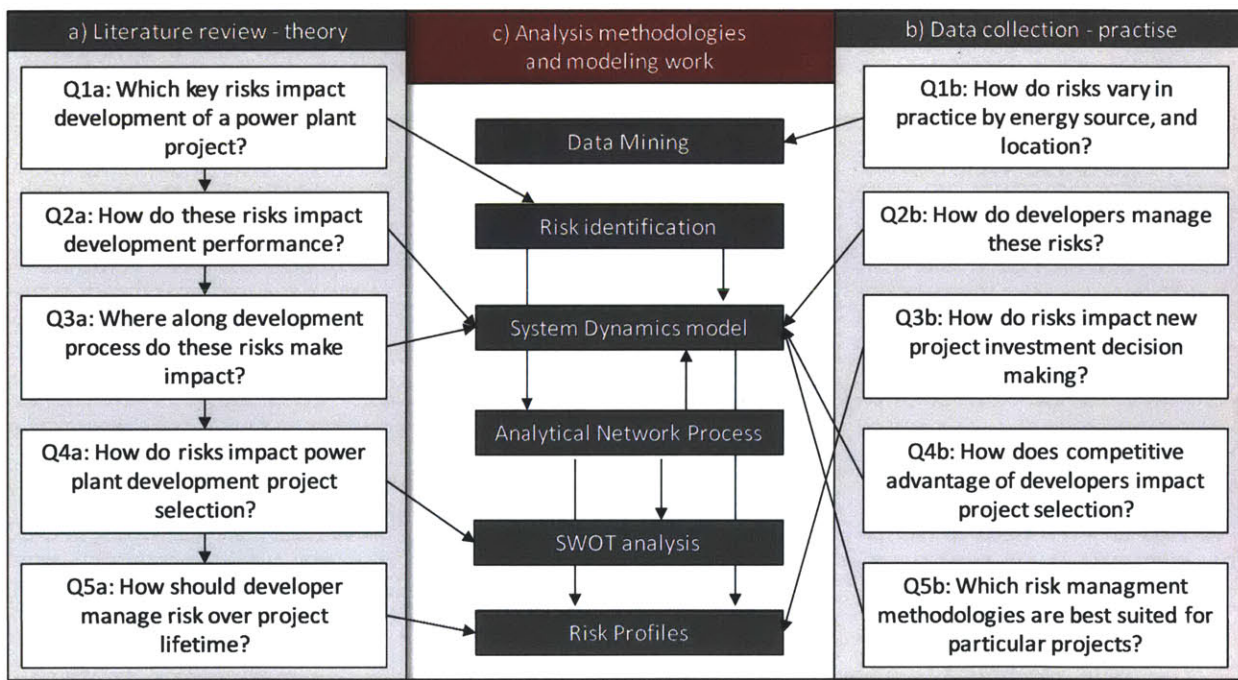 a) Literature review - theory
Q1a: Which key risks impact
development of a power plant
project?
Q2a: How do these risks impact
development performance?
Q3a: Where along development
process do these risks make
impact?
Q4a: How do risks impact power
plant development project
selection?
Q5a: How should developer
manage risk over project
lifetime?
c) Analysis methodologies
and modeling work
Data Mining
Risk identification
System Dynamics model
Analytical Network Process
SWOT analysis
Risk Profiles
b) Data collection - practise
Q1b: How do risks vary in
practice by energy source, and
location?
Q2b: How do developers manage
these risks?
Q3b: How do risks impact new
project investment decision
making?
Q4b: How does competitive
advantage of developers impact
project selection?
Q5b: Which risk managment
methodologies are best suited for
particular projects?